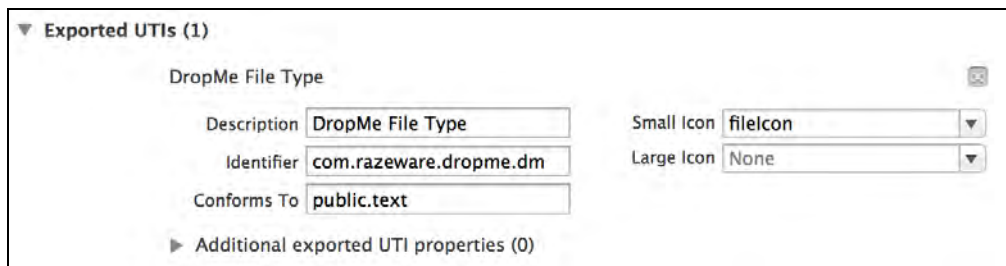 Exported UTIs (1)
DropMe File Type
Description DropMe File Type Small Icon fileIcon
Identifier com.razeware.dropme.dm Large Icon None
Conforms To public.text
Additional exported UTI properties (0)